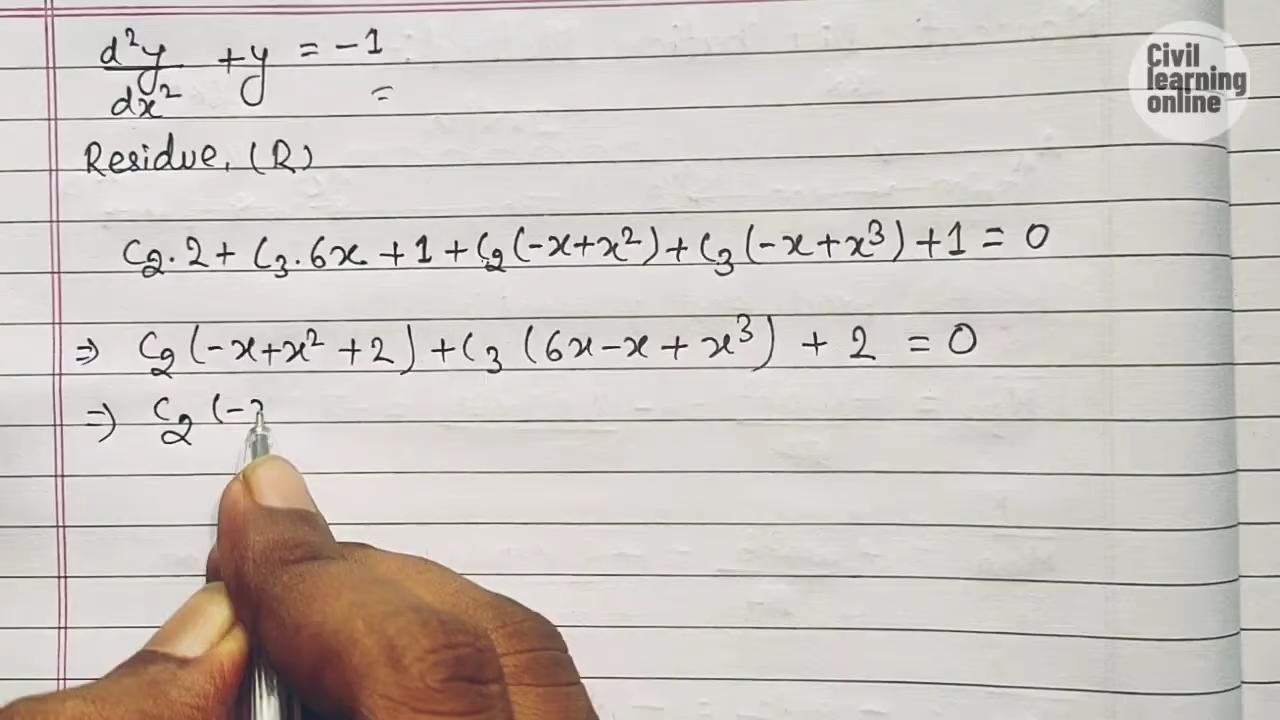 d²y/dx² + y = -1
=
Residue, (R)
C₂.2 + C₃.6x + 1 + C₂(-x+x²) + C₃(-x+x³) + 1 = 0
⇒ C₂(-x+x²+2) + C₃(6x-x+x³) + 2 = 0
⇒ C₂(-
Civil
learning
online